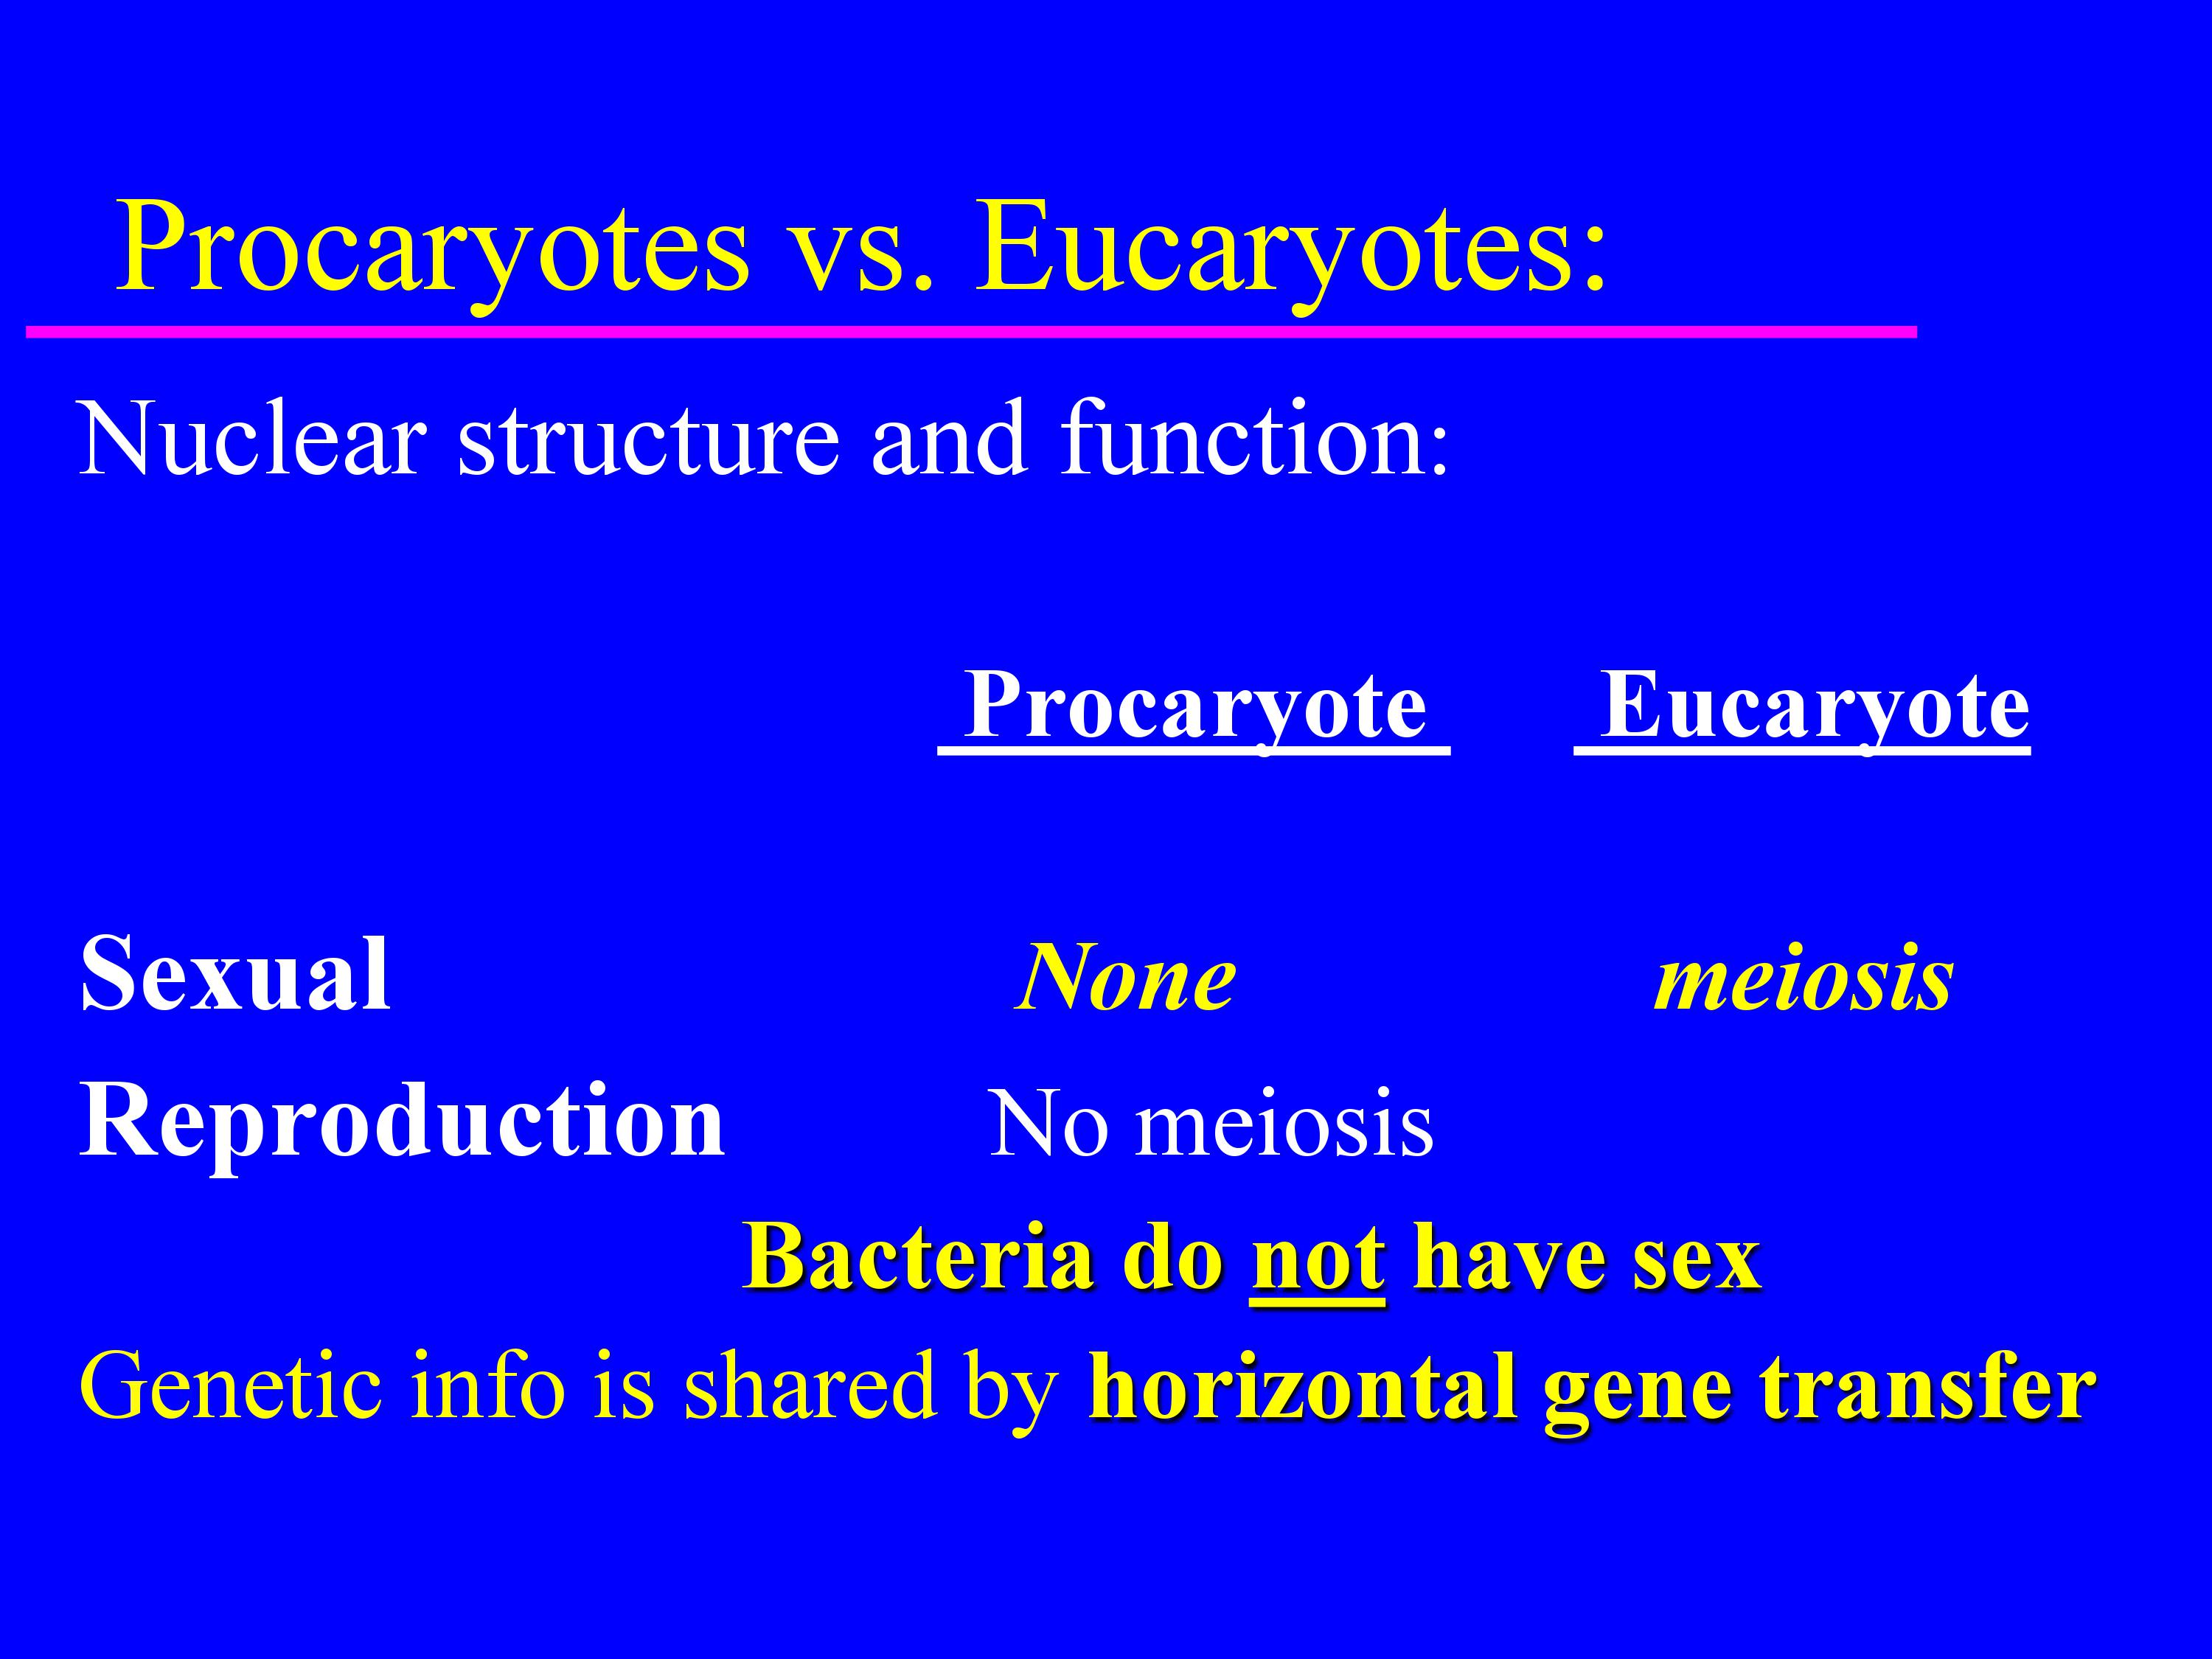 Procaryotes vs. Eucaryotes:
Nuclear structure and function:
Procaryote Eucaryote
Sexual None meiosis
Reproduction No meiosis
Bacteria do not have sex
Genetic info is shared by horizontal gene transfer